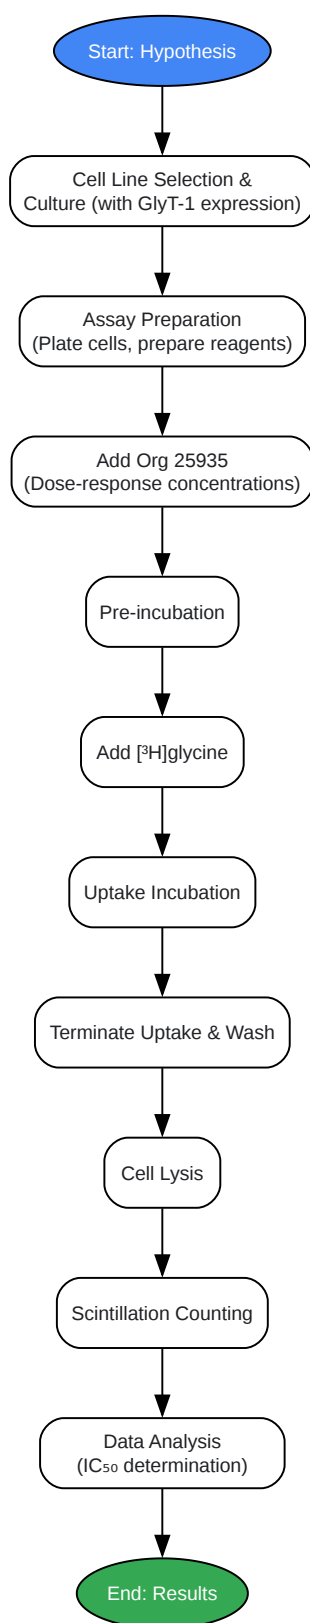 Start: Hypothesis
Cell Line Selection &
Culture (with GlyT-1 expression)
Assay Preparation
(Plate cells, prepare reagents)
Add Org 25935
(Dose-response concentrations)
Pre-incubation
Add [³H]glycine
Uptake Incubation
Terminate Uptake & Wash
Cell Lysis
Scintillation Counting
Data Analysis
(IC₅₀ determination)
End: Results